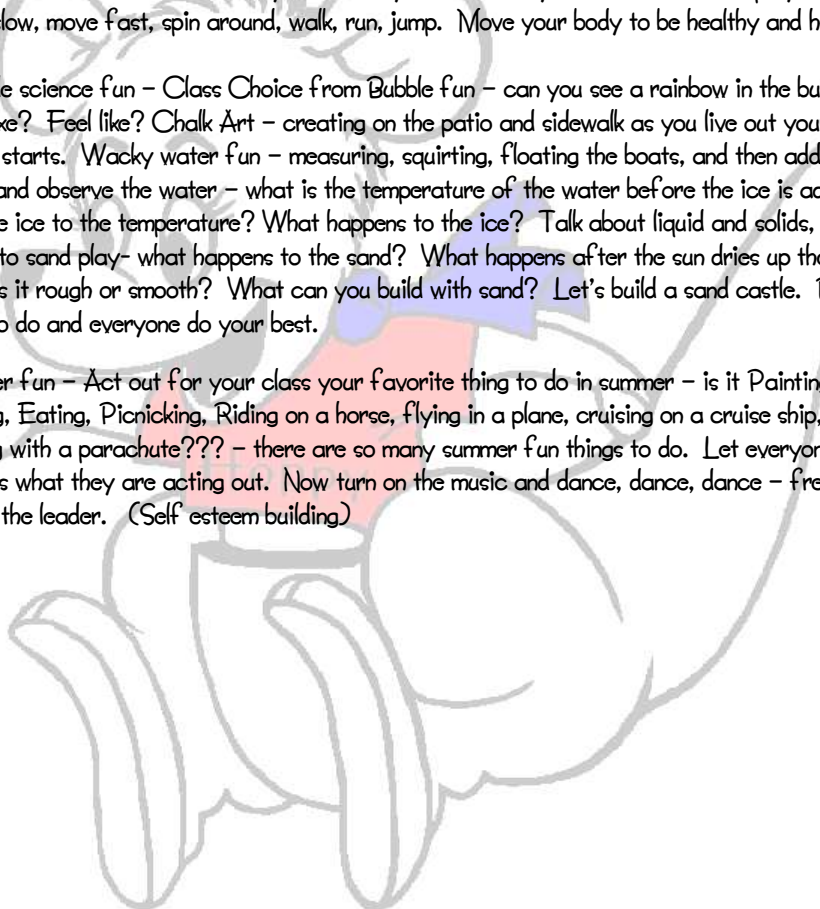 low, move fast, spin around, walk, run, jump. Move your body to be healthy and h
e science fun – Class Choice from Bubble fun – can you see a rainbow in the bu
ke? Feel like? Chalk Art – creating on the patio and sidewalk as you live out you
starts. Wacky water fun – measuring, squirting, floating the boats, and then add
and observe the water – what is the temperature of the water before the ice is ad
e ice to the temperature? What happens to the ice? Talk about liquid and solids,
to sand play- what happens to the sand? What happens after the sun dries up the
s it rough or smooth? What can you build with sand? Let's build a sand castle.
o do and everyone do your best.
er fun – Act out for your class your favorite thing to do in summer – is it Painting
g, Eating, Picnicking, Riding on a horse, flying in a plane, cruising on a cruise ship,
g with a parachute??? – there are so many summer fun things to do. Let everyon
s what they are acting out. Now turn on the music and dance, dance, dance – fre
the leader. (Self esteem building)
Hoppy